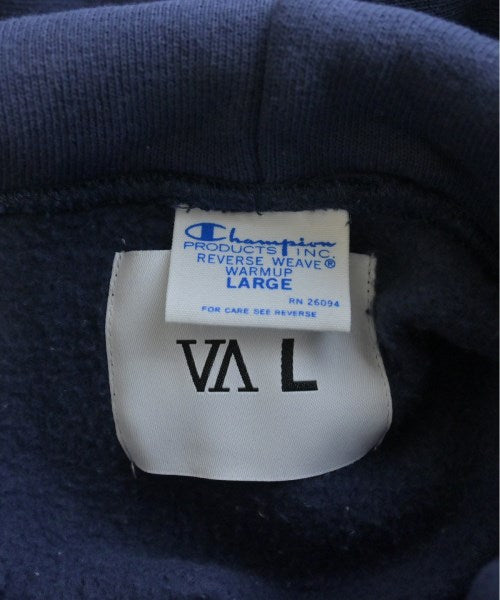 Champion
PRODUCTS INC.
REVERSE WEAVE®
WARMUP
LARGE
RN 26094
FOR CARE SEE REVERSE
VA L